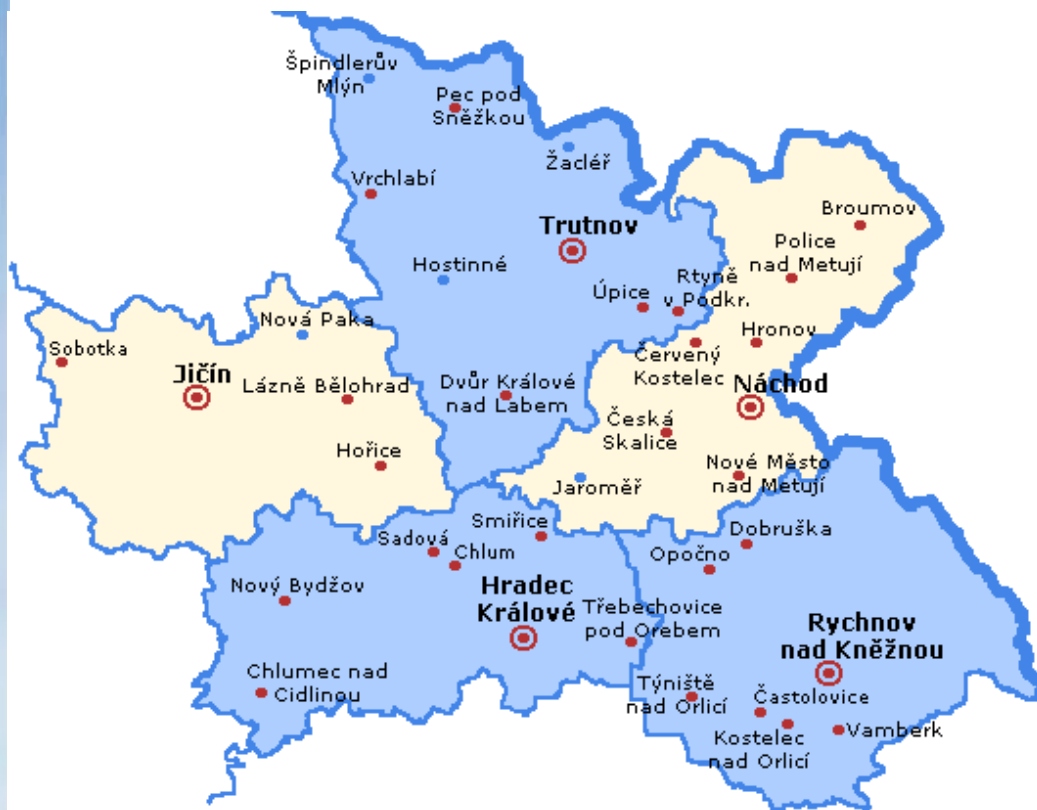 Špindlerův
Mlýn
Pec pod
Sněžkou
Žacléř
Vrchlabí
Broumov
Trutnov
Police
nad Metují
Hostinné
Rtyně
v Podkr.
Úpice
Nová Paka
Hronov
Sobotka
Červený
Kostelec
Jičín
Lázně Bělohrad
Dvůr Králové
nad Labem
Náchod
Česká
Skalice
Hořice
Nové Město
nad Metují
Jaroměř
Smiřice
Dobruška
Sadová
Chlum
Opočno
Nový Bydžov
Hradec
Králové
Třebechovice
pod Orebem
Rychnov
nad Kněžnou
Chlumec nad
Cidlinou
Týniště
nad Orlicí
Častolovice
Kostelec
nad Orlicí
Vamberk